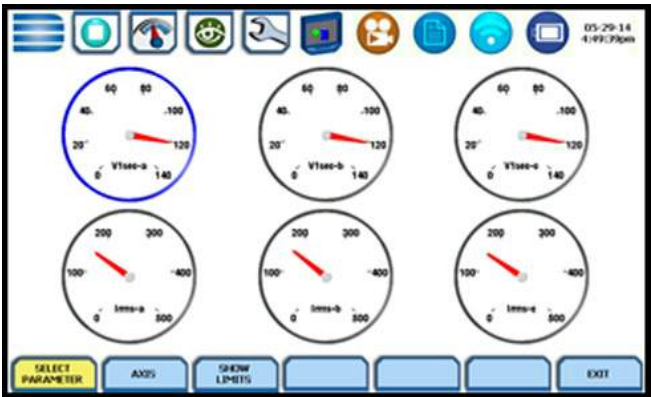 05-29-14
4:49:39pm
60 80
40 100
20 120
V1sec-a
0 140
60 80
40 100
20 120
V1sec-b
0 140
60 80
40 100
20 120
0 140
200 300
100 400
Irms-a
0 500
200 300
100 400
Irms-b
0 500
200 300
100 400
Irms-c
0 500
SELECT
PARAMETER
AXIS
SHOW
LIMITS
EXIT